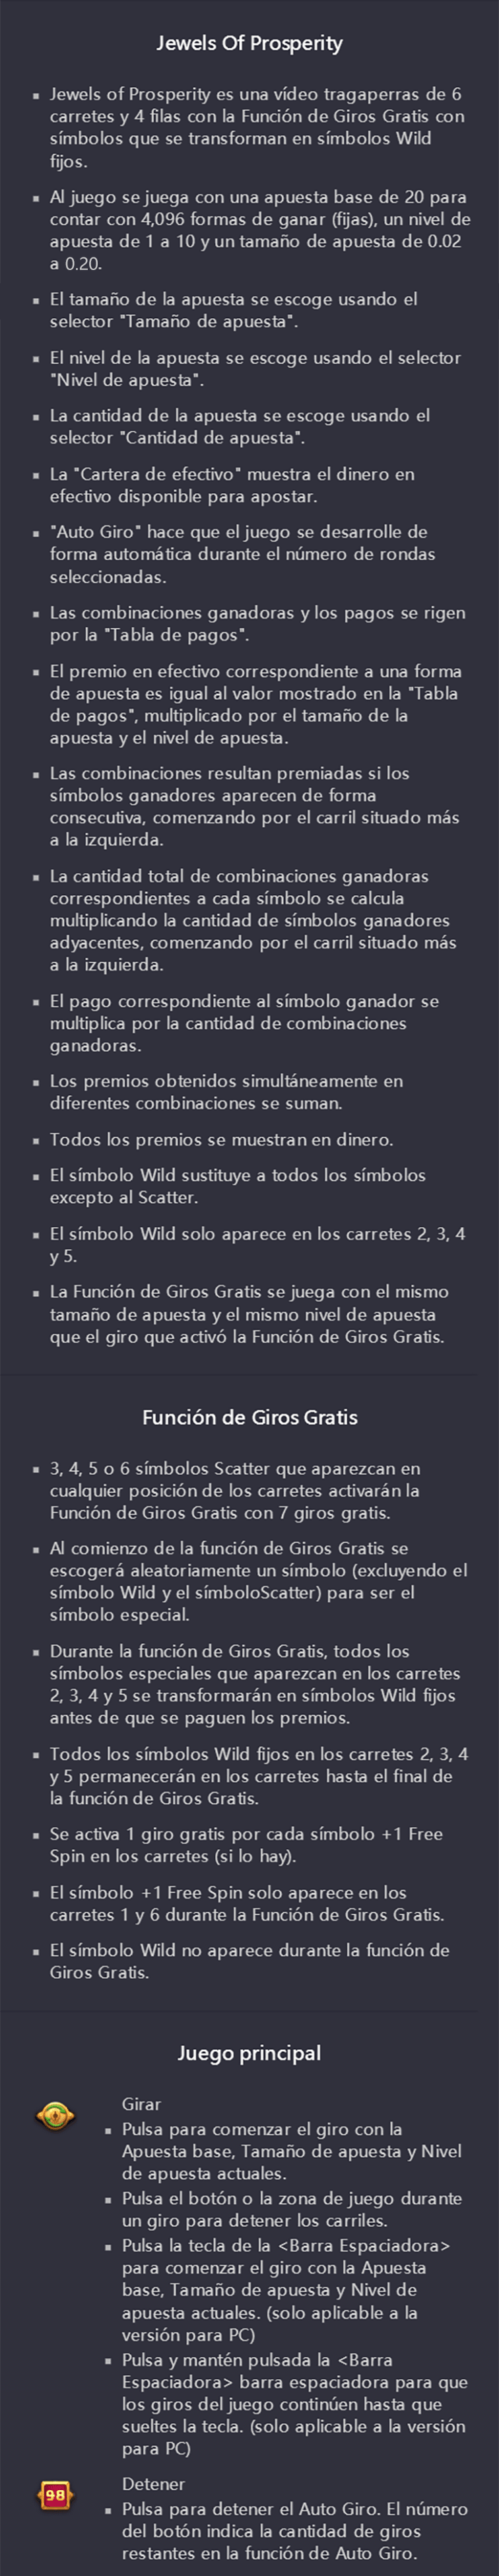 Jewels Of Prosperity
▪ Jewels of Prosperity es una vídeo tragaperras de 6
carretes y 4 filas con la Función de Giros Gratis con
símbolos que se transforman en símbolos Wild
fijos.
▪ Al juego se juega con una apuesta base de 20 para
contar con 4,096 formas de ganar (fijas), un nivel de
apuesta de 1 a 10 y un tamaño de apuesta de 0.02
a 0.20.
▪ El tamaño de la apuesta se escoge usando el
selector "Tamaño de apuesta".
▪ El nivel de la apuesta se escoge usando el selector
"Nivel de apuesta".
▪ La cantidad de la apuesta se escoge usando el
selector "Cantidad de apuesta".
▪ La "Cartera de efectivo" muestra el dinero en
efectivo disponible para apostar.
▪ "Auto Giro" hace que el juego se desarrolle de
forma automática durante el número de rondas
seleccionadas.
▪ Las combinaciones ganadoras y los pagos se rigen
por la "Tabla de pagos".
▪ El premio en efectivo correspondiente a una forma
de apuesta es igual al valor mostrado en la "Tabla
de pagos", multiplicado por el tamaño de la
apuesta y el nivel de apuesta.
▪ Las combinaciones resultan premiadas si los
símbolos ganadores aparecen de forma
consecutiva, comenzando por el carril situado más
a la izquierda.
▪ La cantidad total de combinaciones ganadoras
correspondientes a cada símbolo se calcula
multiplicando la cantidad de símbolos ganadores
adyacentes, comenzando por el carril situado más
a la izquierda.
▪ El pago correspondiente al símbolo ganador se
multiplica por la cantidad de combinaciones
ganadoras.
▪ Los premios obtenidos simultáneamente en
diferentes combinaciones se suman.
▪ Todos los premios se muestran en dinero.
▪ El símbolo Wild sustituye a todos los símbolos
excepto al Scatter.
▪ El símbolo Wild solo aparece en los carretes 2, 3, 4
y 5.
▪ La Función de Giros Gratis se juega con el mismo
tamaño de apuesta y el mismo nivel de apuesta
que el giro que activó la Función de Giros Gratis.
Función de Giros Gratis
▪ 3, 4, 5 o 6 símbolos Scatter que aparezcan en
cualquier posición de los carretes activarán la
Función de Giros Gratis con 7 giros gratis.
▪ Al comienzo de la función de Giros Gratis se
escogerá aleatoriamente un símbolo (excluyendo el
símbolo Wild y el símboloScatter) para ser el
símbolo especial.
▪ Durante la función de Giros Gratis, todos los
símbolos especiales que aparezcan en los carretes
2, 3, 4 y 5 se transformarán en símbolos Wild fijos
antes de que se paguen los premios.
▪ Todos los símbolos Wild fijos en los carretes 2, 3, 4
y 5 permanecerán en los carretes hasta el final de
la función de Giros Gratis.
▪ Se activa 1 giro gratis por cada símbolo +1 Free
Spin en los carretes (si lo hay).
▪ El símbolo +1 Free Spin solo aparece en los
carretes 1 y 6 durante la Función de Giros Gratis.
▪ El símbolo Wild no aparece durante la función de
Giros Gratis.
Juego principal
Girar
▪ Pulsa para comenzar el giro con la
Apuesta base, Tamaño de apuesta y Nivel
de apuesta actuales.
▪ Pulsa el botón o la zona de juego durante
un giro para detener los carriles.
▪ Pulsa la tecla de la <Barra Espaciadora>
para comenzar el giro con la Apuesta
base, Tamaño de apuesta y Nivel de
apuesta actuales. (solo aplicable a la
versión para PC)
▪ Pulsa y mantén pulsada la <Barra
Espaciadora> barra espaciadora para que
los giros del juego continúen hasta que
sueltes la tecla. (solo aplicable a la versión
para PC)
98
Detener
▪ Pulsa para detener el Auto Giro. El número
del botón indica la cantidad de giros
restantes en la función de Auto Giro.